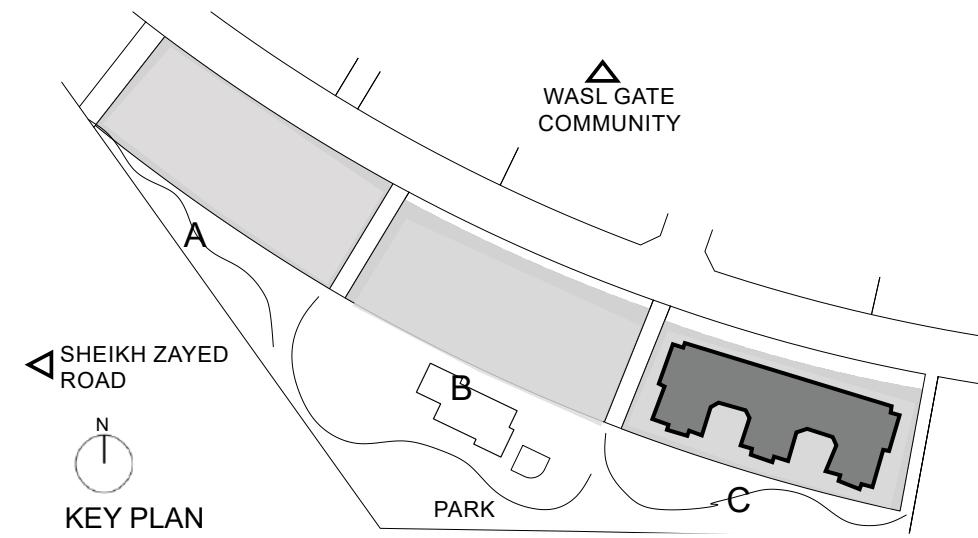 WASL GATE
COMMUNITY
A
SHEIKH ZAYED
ROAD
B
N
C
PARK
KEY PLAN